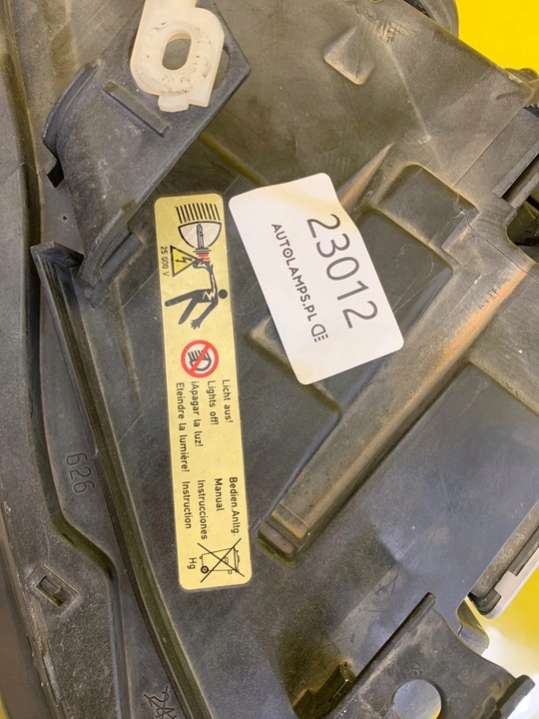 23012
AUTOLAMPS.PL
25 000 V
Licht aus!
Lights off!
¡Apagar la luz!
Eteindre la lumière!
Bedien.Anltg.
Manual
Instrucciones
Instruction
Hg
626